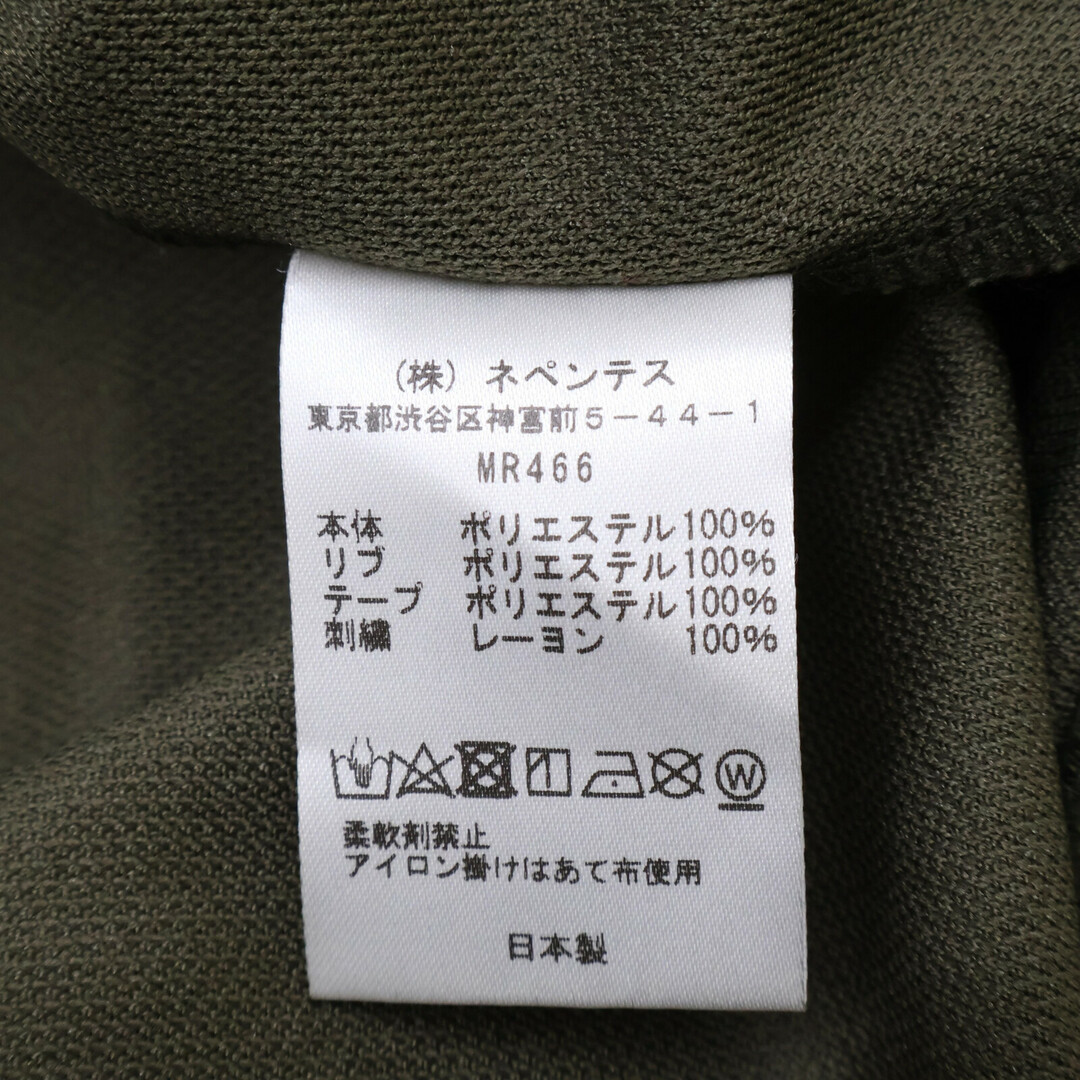 (株) ネペンテス
東京都渋谷区神宮前5-44-1
MR466
本体 ポリエステル100%
リブ ポリエステル100%
テープ ポリエステル100%
刺繍 レーヨン 100%
W
柔軟剤禁止
アイロン掛けはあて布使用
日本製